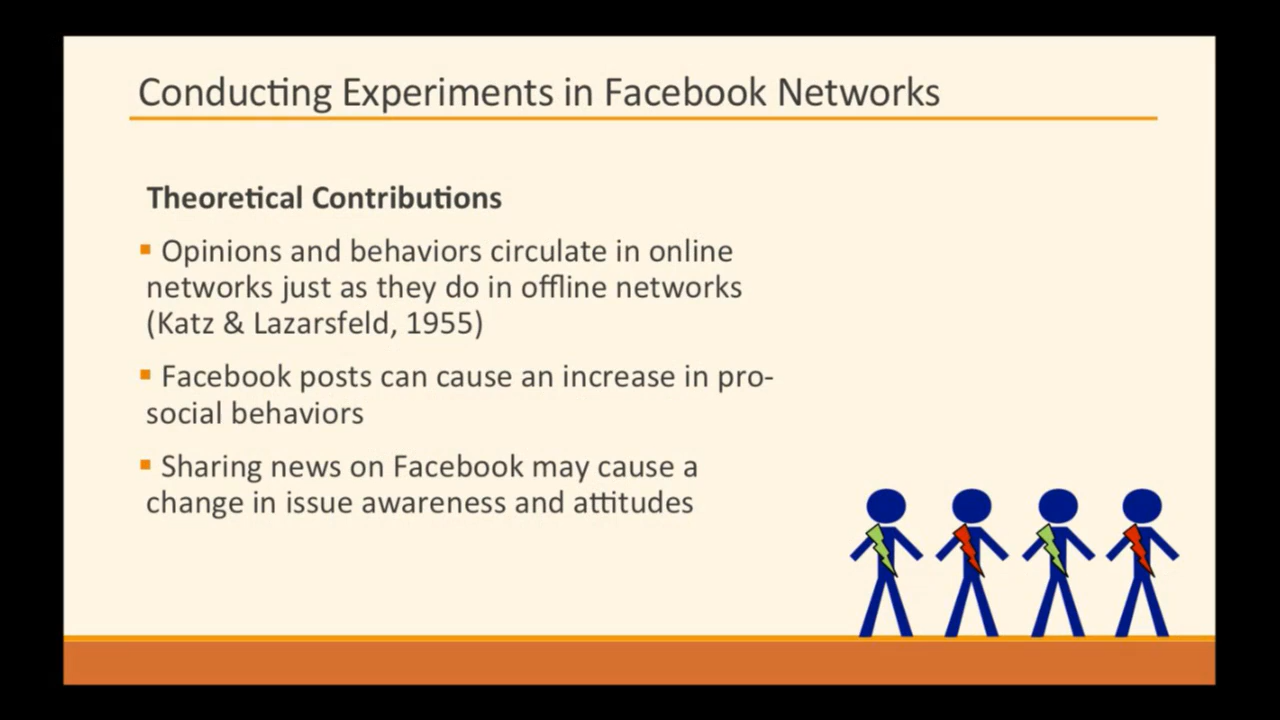 Conducting Experiments in Facebook Networks
Theoretical Contributions
▪ Opinions and behaviors circulate in online
networks just as they do in offline networks
(Katz & Lazarsfeld, 1955)
▪ Facebook posts can cause an increase in pro-
social behaviors
▪ Sharing news on Facebook may cause a
change in issue awareness and attitudes